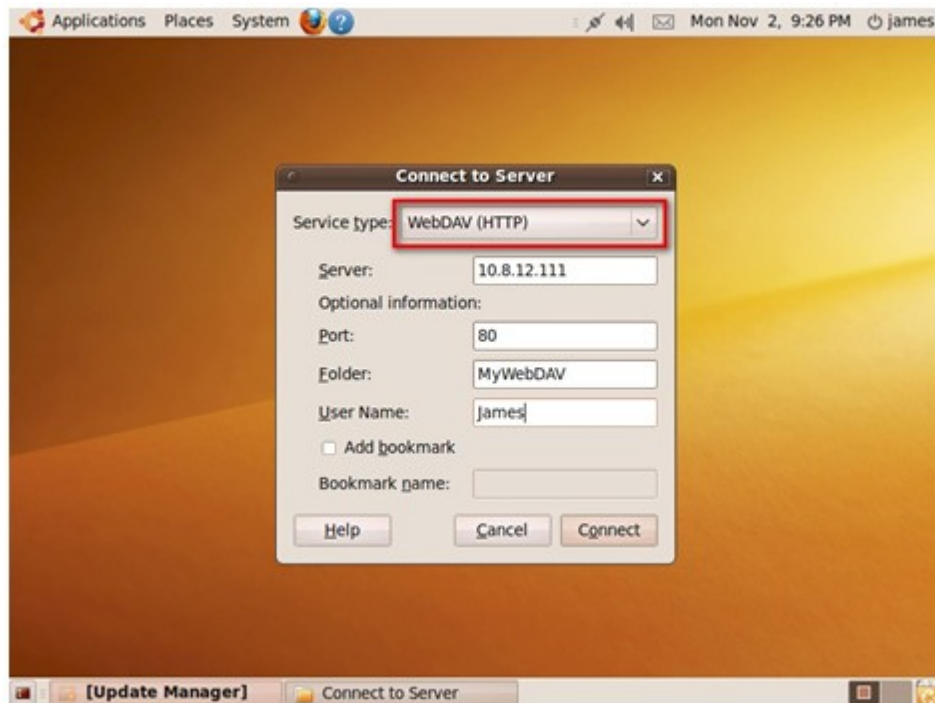 Applications Places System Mon Nov 2, 9:26 PM james
Connect to Server
Service type: WebDAV (HTTP)
Server: 10.8.12.111
Optional information:
Port: 80
Folder: MyWebDAV
User Name: James
Add bookmark
Bookmark name:
Help Cancel Connect
[Update Manager] Connect to Server